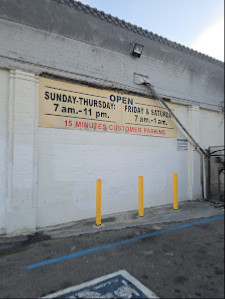 OPEN
SUNDAY-THURSDAY:
7 am.-11 pm.
FRIDAY & SATURDAY
7 am.-1 am.
15 MINUTES CUSTOMER PARKING